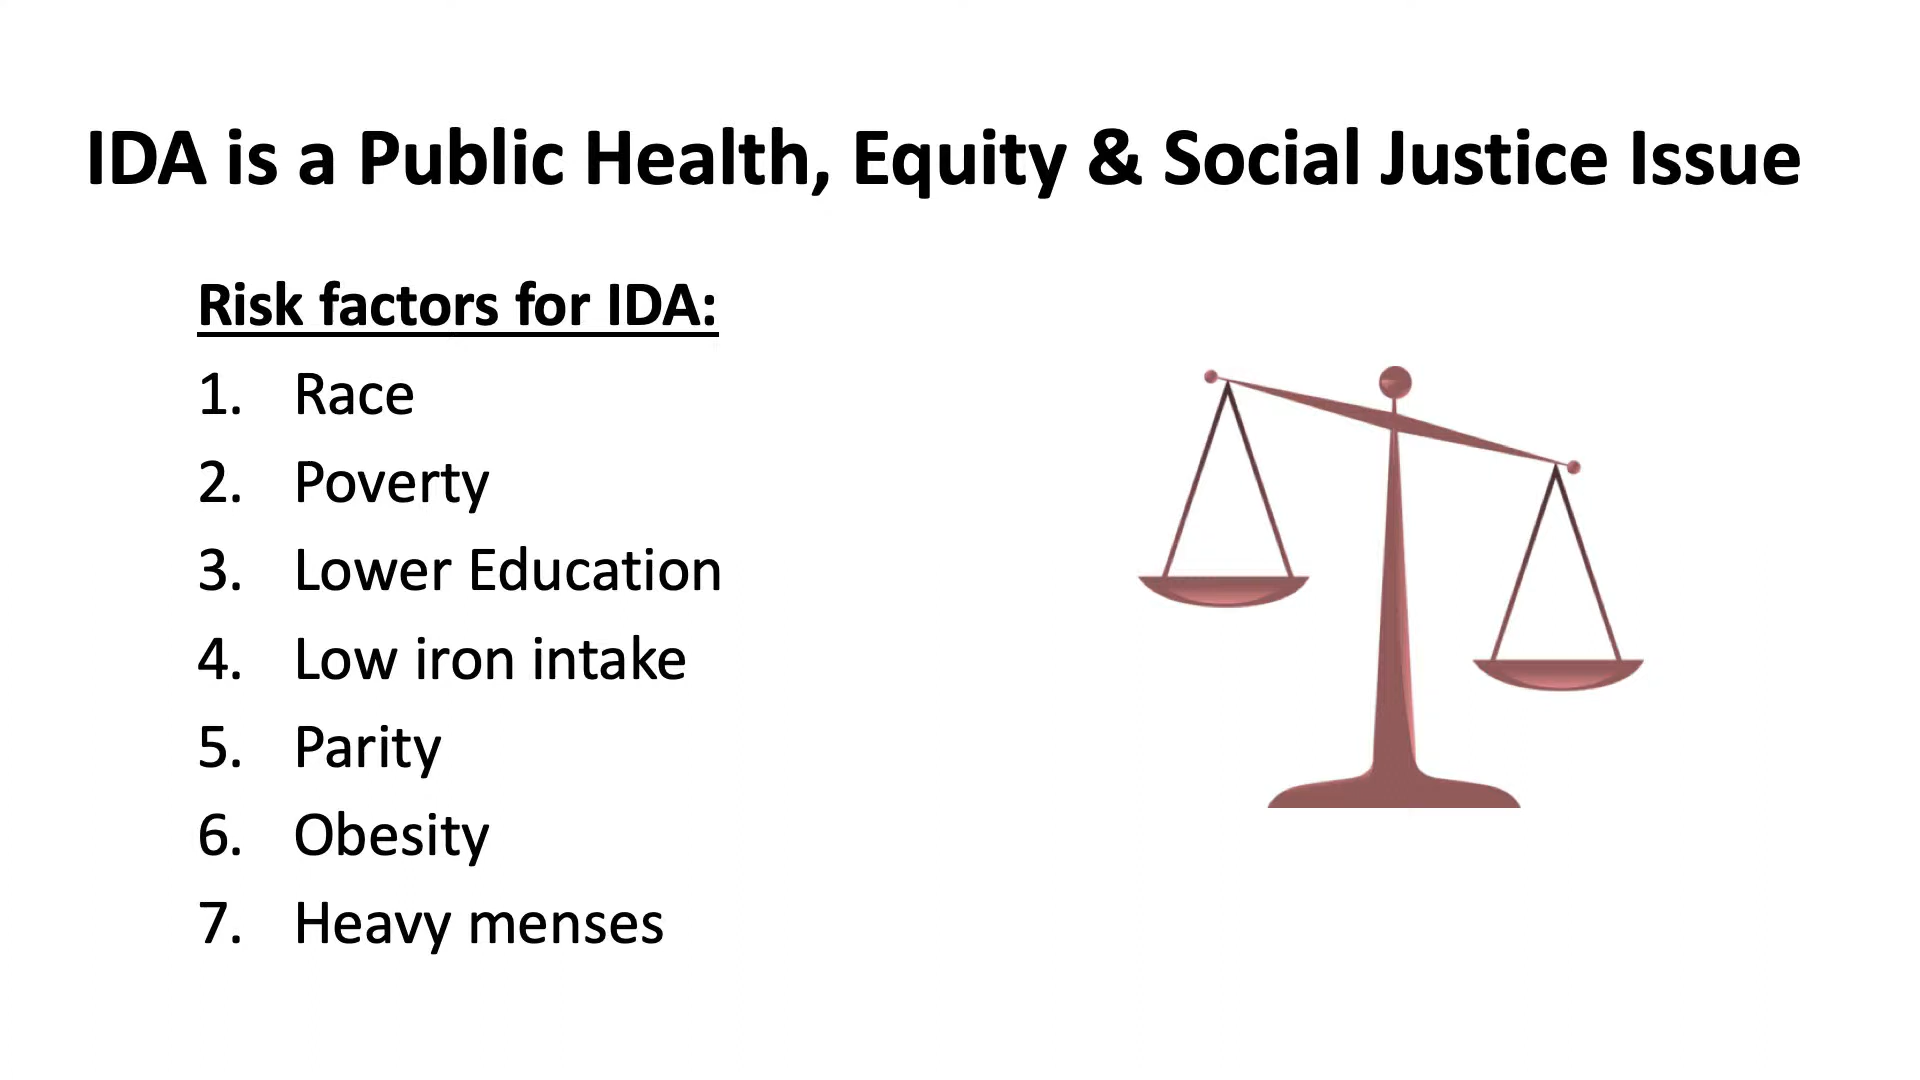 IDA is a Public Health, Equity & Social Justice Issue
Risk factors for IDA:
1. Race
2. Poverty
3. Lower Education
4. Low iron intake
5. Parity
6. Obesity
7. Heavy menses